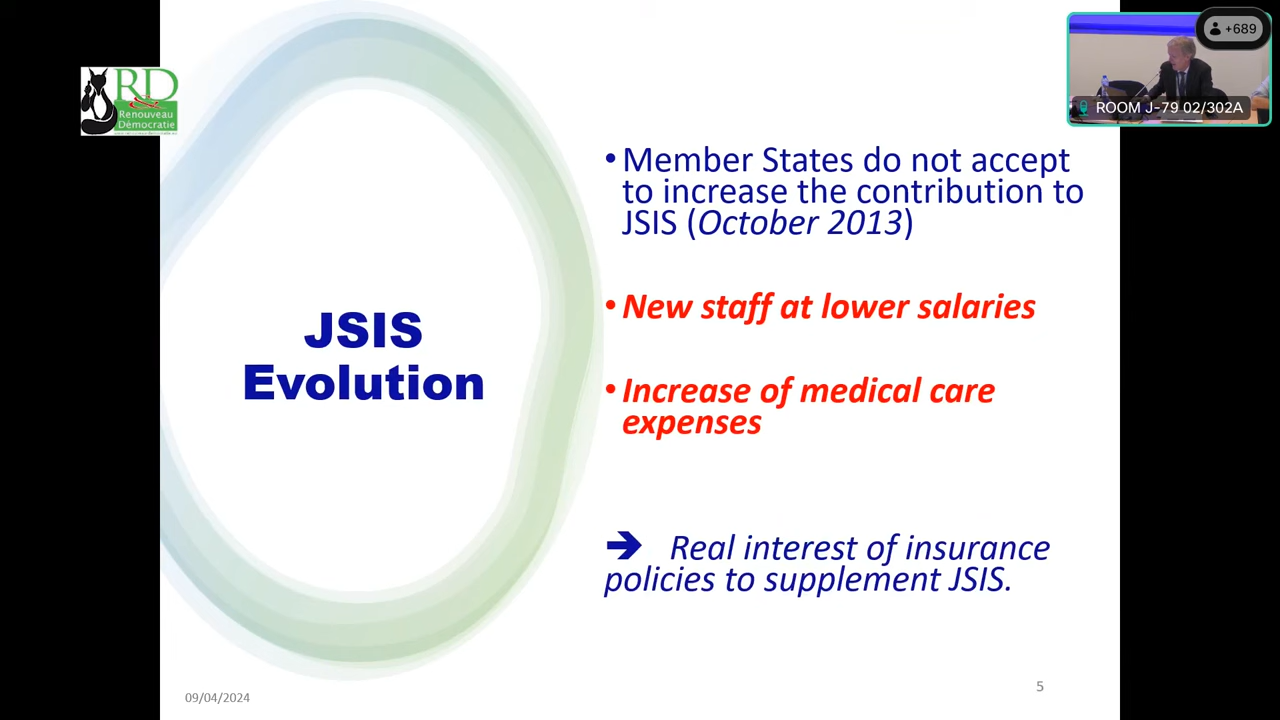 +689
ROOM J-79 02/302A
RD
&
Renouveau
Démocratie
JSIS
Evolution
• Member States do not accept
to increase the contribution to
JSIS (October 2013)
• New staff at lower salaries
• Increase of medical care
expenses
➔ Real interest of insurance
policies to supplement JSIS.
09/04/2024
5